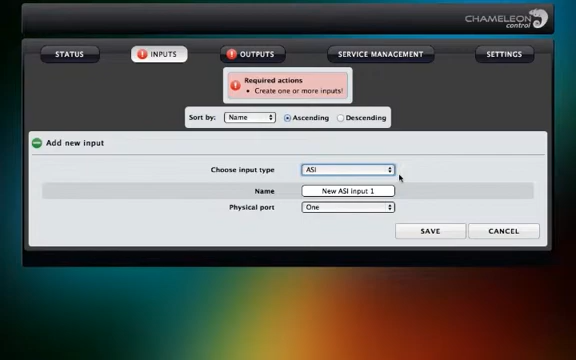 CHAMELEON
control
STATUS
INPUTS
OUTPUTS
SERVICE MANAGEMENT
SETTINGS
Required actions
• Create one or more inputs!
Sort by: Name Ascending Descending
Add new input
Choose input type ASI
Name New ASI input 1
Physical port One
SAVE CANCEL